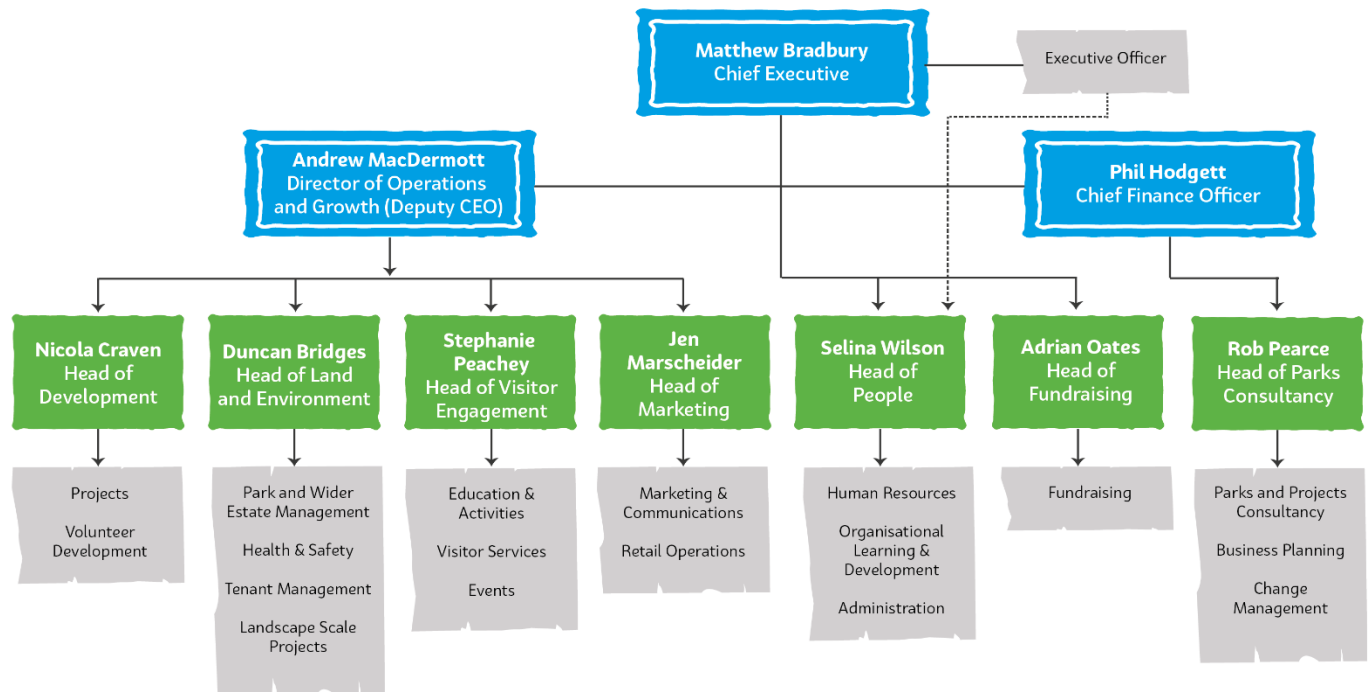 Matthew Bradbury
Chief Executive
Executive Officer
Andrew MacDermott
Director of Operations
and Growth (Deputy CEO)
Phil Hodgett
Chief Finance Officer
Nicola Craven
Head of
Development
Duncan Bridges
Head of Land
and Environment
Stephanie
Peachey
Head of Visitor
Engagement
Jen
Marscheider
Head of
Marketing
Selina Wilson
Head of
People
Adrian Oates
Head of
Fundraising
Rob Pearce
Head of Parks
Consultancy
Projects
Volunteer
Development
Park and Wider
Estate Management
Health & Safety
Tenant Management
Landscape Scale
Projects
Education &
Activities
Visitor Services
Events
Marketing &
Communications
Retail Operations
Human Resources
Organisational
Learning &
Development
Administration
Fundraising
Parks and Projects
Consultancy
Business Planning
Change
Management